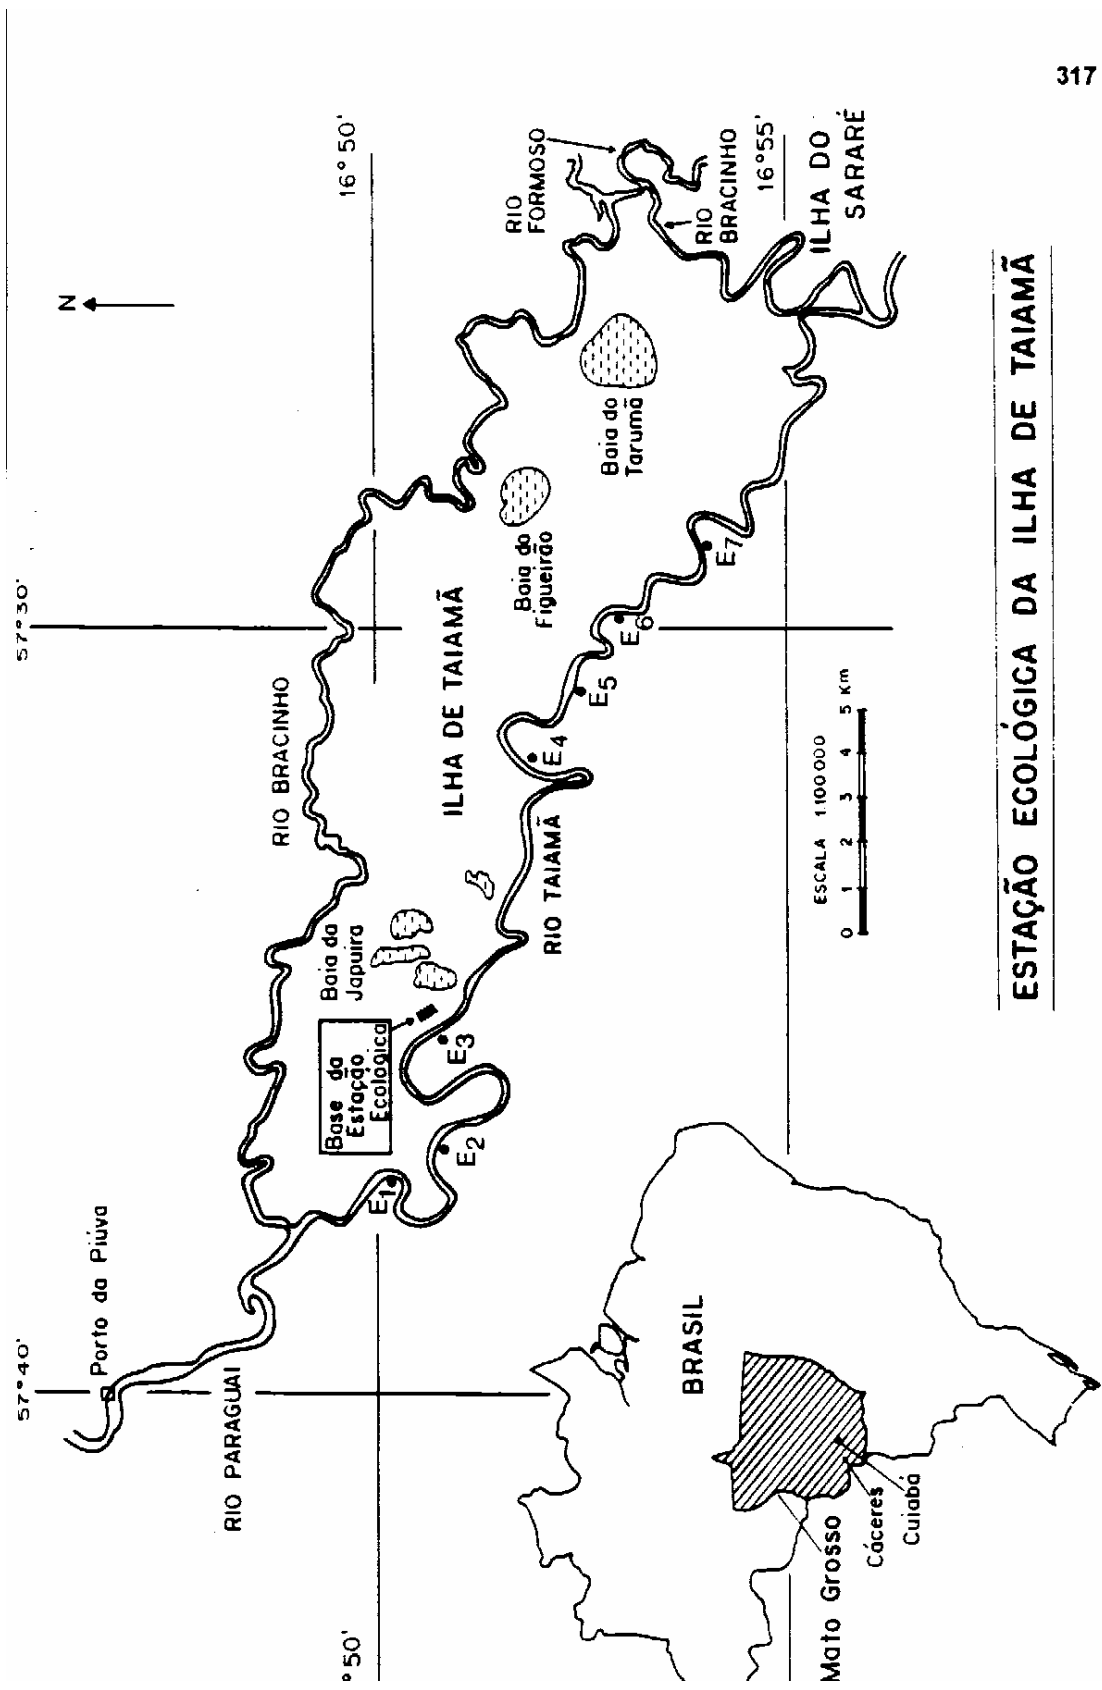 317
N
57°40'
57°30'
Porto da Piúva
RIO PARAGUAI
RIO BRACINHO
16°50'
RIO
FORMOSO
RIO
BRACINHO
16°55'
ILHA DO
SARARÉ
Base da
Estação
Ecológica
Baia da
Japuira
ILHA DE TAIAMÃ
Baia do
Figueirão
Baia do
Tarumã
E1
E2
E3
E4
E5
E6
E7
RIO TAIAMÃ
°50'
BRASIL
Mato Grosso
Cáceres
Cuiabá
ESCALA 1:100000
0 1 2 3 4 5 Km
ESTAÇÃO ECOLÓGICA DA ILHA DE TAIAMÃ